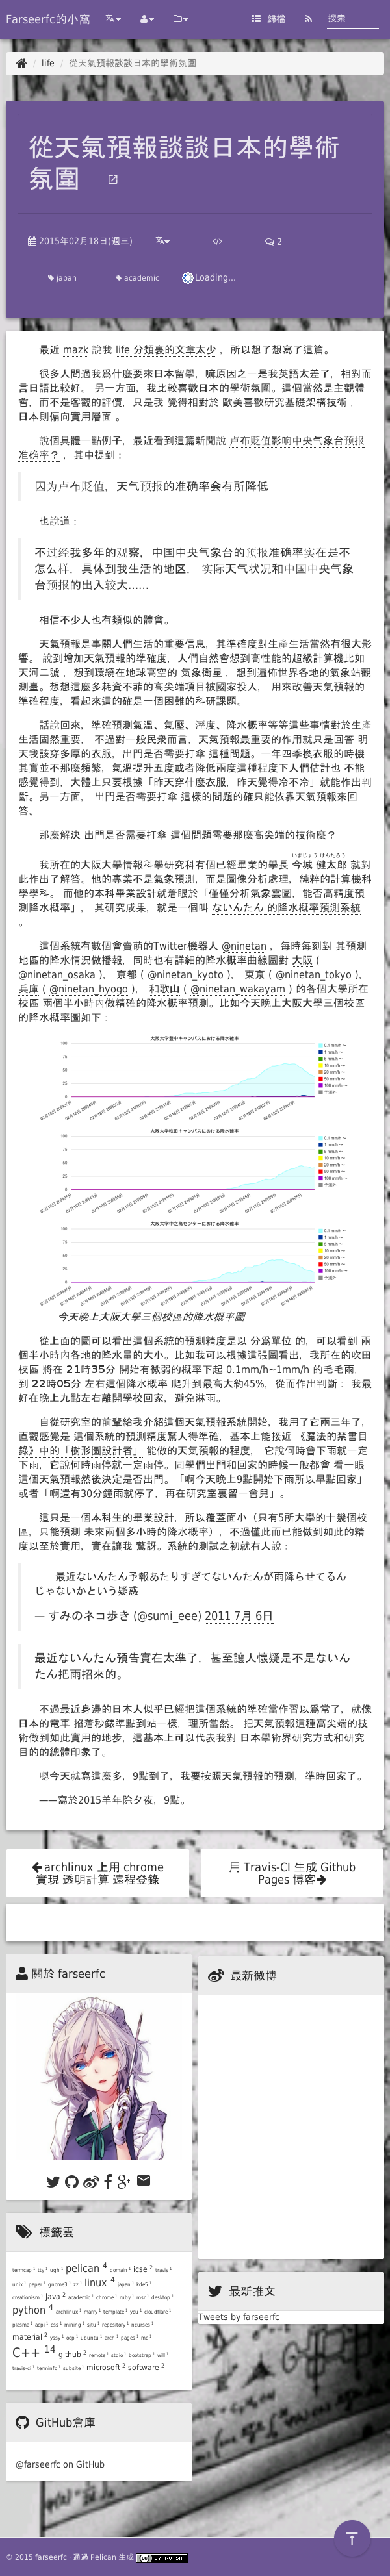 Farseerfc的小窩
歸檔
搜索
life / 從天氣預報談談日本的學術氛圍
從天氣預報談談日本的學術
氛圍
2015年02月18日(週三)
2
japan
academic
Loading...
最近 mazk 說我 life 分類裏的文章太少 ，所以想了想寫了這篇。
很多人問過我爲什麼要來日本留學，嘛原因之一是我英語太差了，相對而
言日語比較好。 另一方面，我比較喜歡日本的學術氛圍。這個當然是主觀體
會，而不是客觀的評價，只是我 覺得相對於 歐美喜歡研究基礎架構技術 ，
日本則偏向實用層面 。
說個具體一點例子，最近看到這篇新聞說 卢布贬值影响中央气象台预报
准确率？ ，其中提到：
因为卢布贬值，天气预报的准确率会有所降低
也說道：
不过经我多年的观察，中国中央气象台的预报准确率实在是不
怎么样，具体到我生活的地区， 实际天气状况和中国中央气象
台预报的出入较大......
相信不少人也有類似的體會。
天氣預報是事關人們生活的重要信息，其準確度對生產生活當然有很大影
響。 說到增加天氣預報的準確度，人們自然會想到高性能的超級計算機比如
天河二號 ，想到環繞在地球高空的 氣象衛星 ，想到遍佈世界各地的氣象站觀
測臺。想想這麼多耗資不菲的高尖端項目被國家投入， 用來改善天氣預報的
準確程度，看起來這的確是一個困難的科研課題。
話說回來，準確預測氣溫、氣壓、溼度、降水概率等等這些事情對於生產
生活固然重要， 不過對一般民衆而言，天氣預報最重要的作用就只是回答 明
天我該穿多厚的衣服，出門是否需要打傘 這種問題。一年四季換衣服的時機
其實並不那麼頻繁，氣溫提升五度或者降低兩度這種程度下人們估計也 不能
感覺得到，大體上只要根據「昨天穿什麼衣服，昨天覺得冷不冷」就能作出判
斷。另一方面， 出門是否需要打傘 這樣的問題的確只能依靠天氣預報來回
答。
那麼解決 出門是否需要打傘 這個問題需要那麼高尖端的技術麼？
いまじょう けんたろう
我所在的大阪大學情報科學研究科有個已經畢業的學長 今城 健太郎 就對
此作出了解答。他的專業不是氣象預測，而是圖像分析處理，純粹的計算機科
學學科。 而他的本科畢業設計就着眼於「僅僅分析氣象雲圖，能否高精度預
測降水概率」， 其研究成果，就是一個叫 ないんたん 的降水概率預測系統
。
這個系統有數個會賣萌的Twitter機器人 @ninetan ，每時每刻對 其預測
地區的降水情況做播報，同時也有詳細的降水概率曲線圖對 大阪 (
@ninetan_osaka )， 京都 ( @ninetan_kyoto )， 東京 ( @ninetan_tokyo )，
兵庫 ( @ninetan_hyogo )， 和歌山 ( @ninetan_wakayam ) 的各個大學所在
校區 兩個半小時內做精確的降水概率預測。比如今天晚上大阪大學三個校區
的降水概率圖如下：
大阪大学豊中キャンパスにおける降水確率
大阪大学吹田キャンパスにおける降水確率
大阪大学中之島センターにおける降水確率
今天晚上大阪大學三個校區的降水概率圖
從上面的圖可以看出這個系統的預測精度是以 分爲單位 的，可以看到 兩
個半小時內各地的降水量的大小。比如我可以根據這張圖看出，我所在的吹田
校區 將在 21時35分 開始有微弱的概率下起 0.1mm/h~1mm/h 的毛毛雨，
到 22時05分 左右這個降水概率 爬升到最高大約45%，從而作出判斷： 我最
好在晚上九點左右離開學校回家，避免淋雨。
自從研究室的前輩給我介紹這個天氣預報系統開始，我用了它兩三年了，
直觀感覺是 這個系統的預測精度驚人得準確，基本上能接近 《魔法的禁書目
錄》中的「樹形圖設計者」 能做的天氣預報的程度， 它說何時會下雨就一定
下雨，它說何時雨停就一定雨停。同學們出門和回家的時候一般都會 看一眼
這個天氣預報然後決定是否出門。「啊今天晚上9點開始下雨所以早點回家」
或者「啊還有30分鐘雨就停了，再在研究室裏留一會兒」。
這只是一個本科生的畢業設計，所以覆蓋面小（只有5所大學的十幾個校
區，只能預測 未來兩個多小時的降水概率），不過僅此而已能做到如此的精
度以至於實用，實在讓我 驚訝。系統的測試之初就有人說：
最近ないんたん予報あたりすぎてないんたんが雨降らせてるん
じゃないかという疑惑
— すみのネコ歩き (@sumi_eee) 2011 7月 6日
最近ないんたん預告實在太準了，甚至讓人懷疑是不是ないん
たん把雨招來的。
不過最近身邊的日本人似乎已經把這個系統的準確當作習以爲常了，就像
日本的電車 掐着秒錶準點到站一樣，理所當然。 把天氣預報這種高尖端的技
術做到如此實用的地步，這基本上可以代表我對 日本學術界研究方式和研究
目的的總體印象了。
嗯今天就寫這麼多，9點到了，我要按照天氣預報的預測，準時回家了。
——寫於2015羊年除夕夜，9點。
archlinux 上用 chrome
實現 透明計算 遠程登錄
用 Travis-CI 生成 Github
Pages 博客
關於 farseerfc
最新微博
標籤雲
termcap 1 tty 1 ugh 1 pelican 4 domain 1 icse 2 travis 1
unix 1 paper 1 gnome3 1 zz 1 linux 4 japan 1 kde5 1
creationism 1 Java 2 academic 1 chrome 1 ruby 1 msr 1 desktop 1
python 4 archlinux 1 marry 1 template 1 you 1 cloudflare 1
plasma 1 acpi 1 css 1 mining 1 sjtu 1 repository 1 ncurses 1
material 2 yssy 1 oop 1 ubuntu 1 arch 1 pages 1 me 1
C++ 14 github 2 remote 1 stdio 1 bootstrap 1 will 1
travis-ci 1 terminfo 1 subsite 1 microsoft 2 software 2
最新推文
Tweets by farseerfc
GitHub倉庫
@farseerfc on GitHub
© 2015 farseerfc · 通過 Pelican 生成